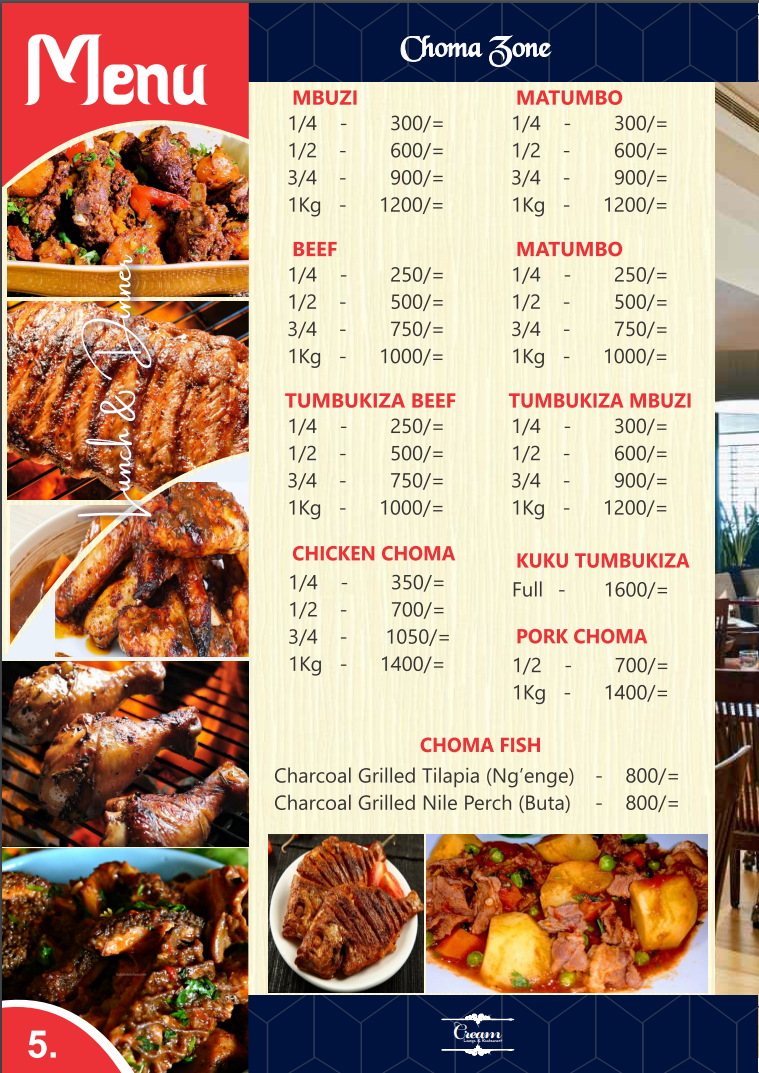 Menu
Choma Zone
Lunch & Dinner
MBUZI
1/4 - 300/=
1/2 - 600/=
3/4 - 900/=
1Kg - 1200/=
MATUMBO
1/4 - 300/=
1/2 - 600/=
3/4 - 900/=
1Kg - 1200/=
BEEF
1/4 - 250/=
1/2 - 500/=
3/4 - 750/=
1Kg - 1000/=
MATUMBO
1/4 - 250/=
1/2 - 500/=
3/4 - 750/=
1Kg - 1000/=
TUMBUKIZA BEEF
1/4 - 250/=
1/2 - 500/=
3/4 - 750/=
1Kg - 1000/=
TUMBUKIZA MBUZI
1/4 - 300/=
1/2 - 600/=
3/4 - 900/=
1Kg - 1200/=
CHICKEN CHOMA
1/4 - 350/=
1/2 - 700/=
3/4 - 1050/=
1Kg - 1400/=
KUKU TUMBUKIZA
Full - 1600/=
PORK CHOMA
1/2 - 700/=
1Kg - 1400/=
CHOMA FISH
Charcoal Grilled Tilapia (Ng’enge) - 800/=
Charcoal Grilled Nile Perch (Buta) - 800/=
5.
Cream
Lounge & Restaurant